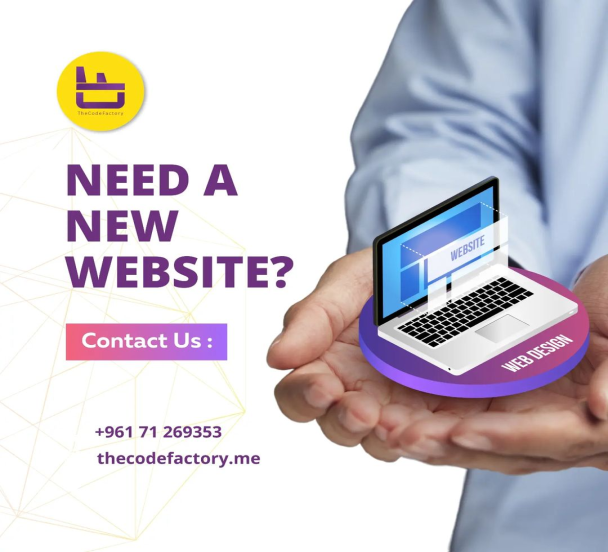 TheCodeFactory
NEED A
NEW
WEBSITE?
Contact Us :
+961 71 269353
thecodefactory.me
WEBSITE
WEB DESIGN